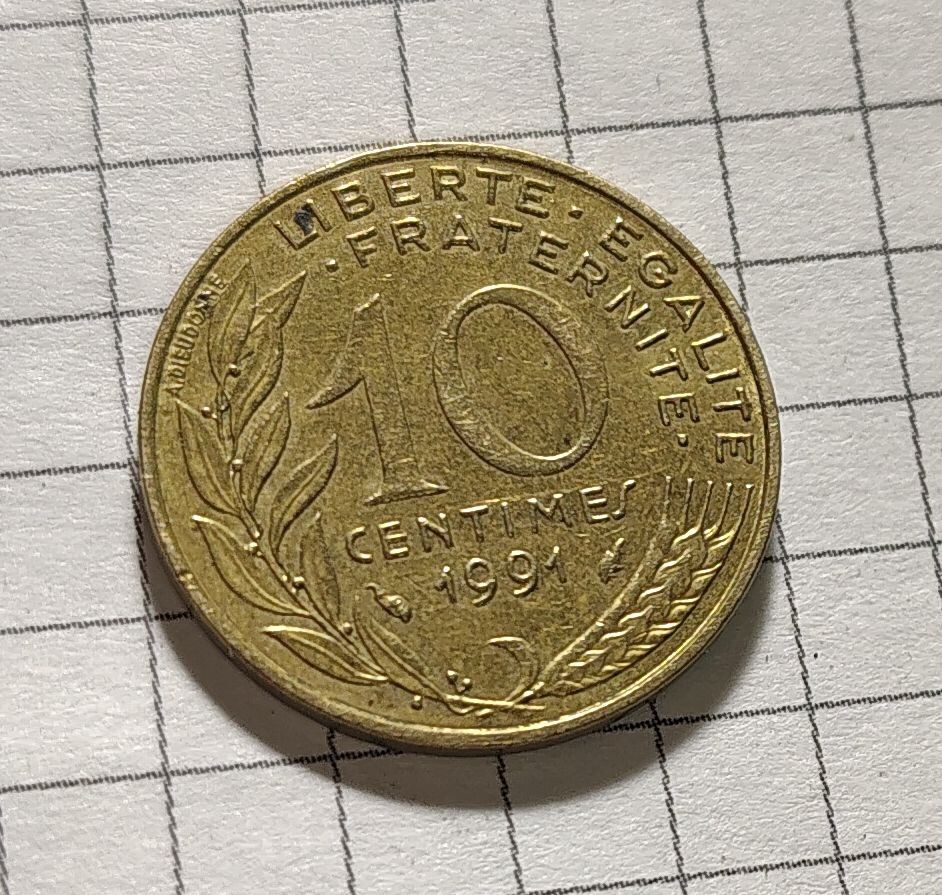 LIBERTE · EGALITE
· FRATERNITE ·
A.DIEUDONNE
10
CENTIMES
1991